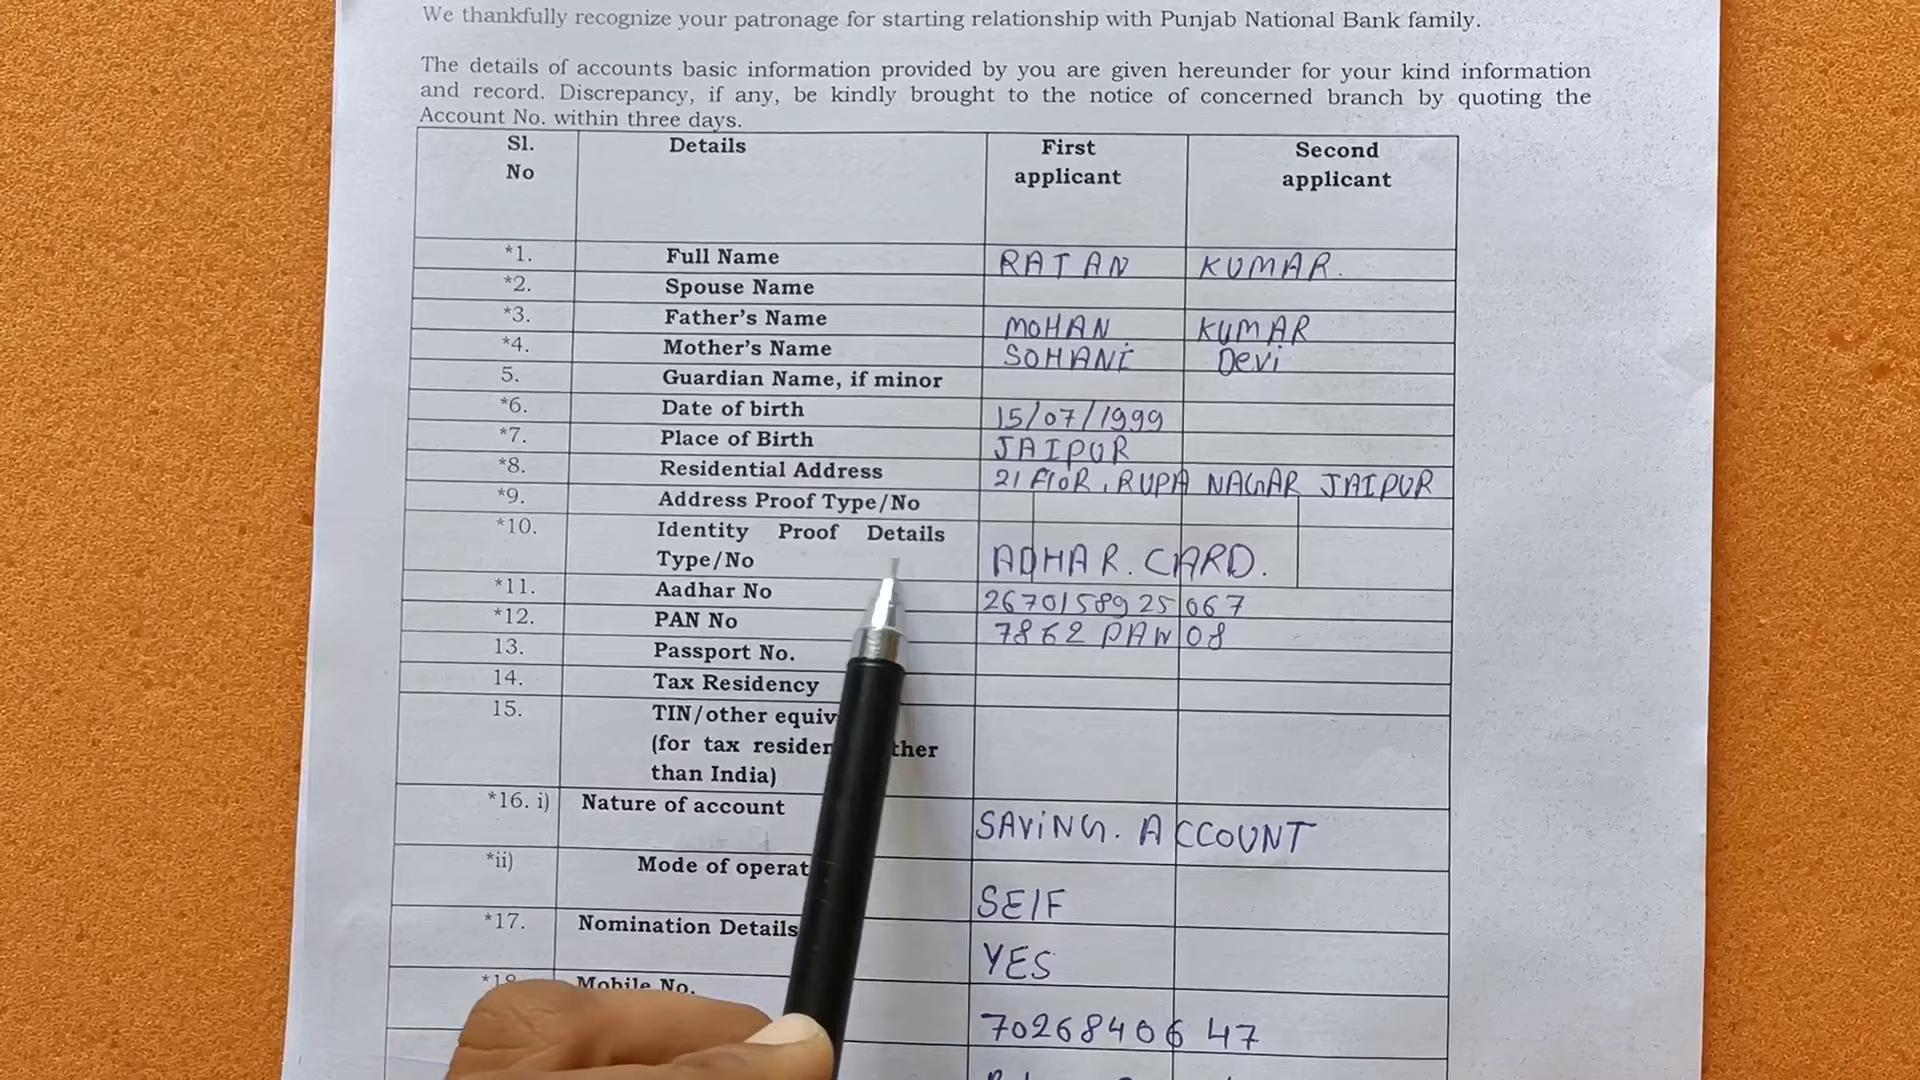 We thankfully recognize your patronage for starting relationship with Punjab National Bank family.
The details of accounts basic information provided by you are given hereunder for your kind information
and record. Discrepancy, if any, be kindly brought to the notice of concerned branch by quoting the
Account No. within three days.
Sl. No Details First applicant Second applicant
*1. Full Name RATAN KUMAR.
*2. Spouse Name
*3. Father's Name MOHAN KUMAR
*4. Mother's Name SOHANI Devi
5. Guardian Name, if minor
*6. Date of birth 15/07/1999
*7. Place of Birth JAIPUR
*8. Residential Address 21 FlOR, RUPA NAGAR JAIPUR
*9. Address Proof Type/No
*10. Identity Proof Details
Type/No ADHAR. CARD.
*11. Aadhar No 2670158925067
*12. PAN No 7862 PAN 08
13. Passport No.
14. Tax Residency
15. TIN/other equiv
(for tax residen ther
than India)
*16. i) Nature of account SAVING. ACCOUNT
*ii) Mode of operat SElF
*17. Nomination Details YES
Mobile No. 7026840647